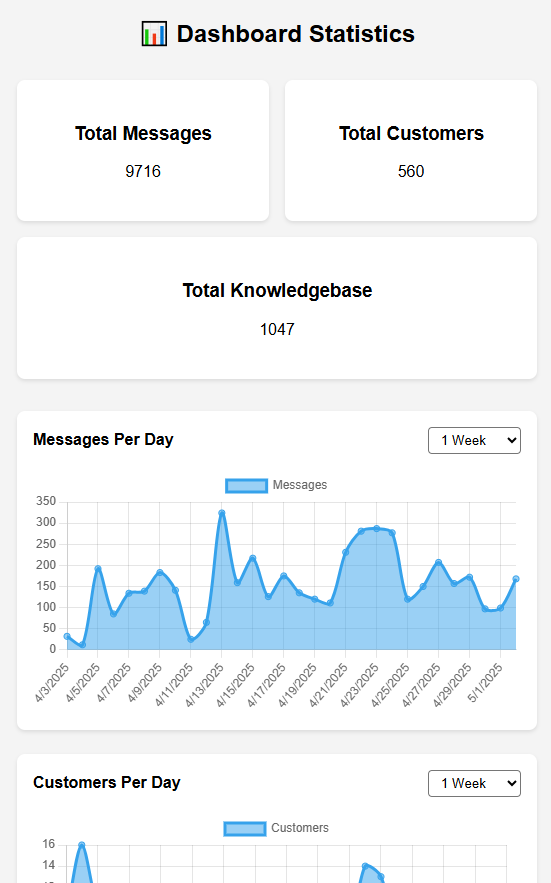 📊 Dashboard Statistics
Total Messages
9716
Total Customers
560
Total Knowledgebase
1047
Messages Per Day
1 Week
Messages
350
300
250
200
150
100
50
0
4/3/2025
4/5/2025
4/7/2025
4/9/2025
4/11/2025
4/13/2025
4/15/2025
4/17/2025
4/19/2025
4/21/2025
4/23/2025
4/25/2025
4/27/2025
4/29/2025
5/1/2025
Customers Per Day
1 Week
Customers
16
14